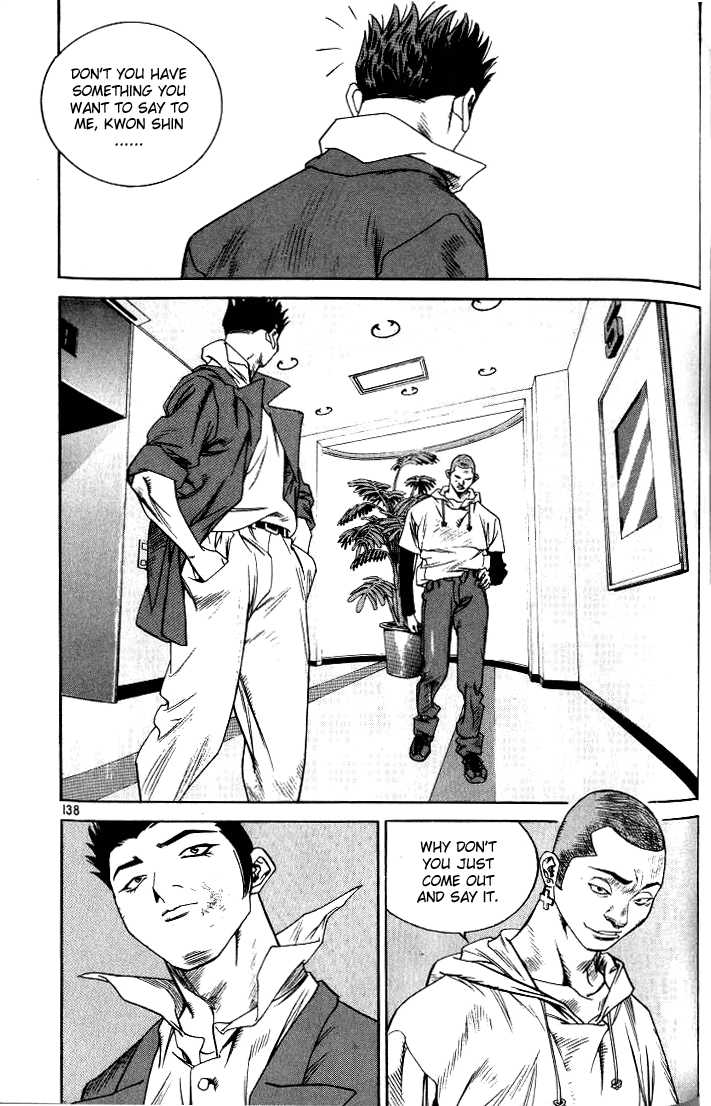 DON'T YOU HAVE
SOMETHING YOU
WANT TO SAY TO
ME, KWON SHIN
......
5
138
WHY DON'T
YOU JUST
COME OUT
AND SAY IT.